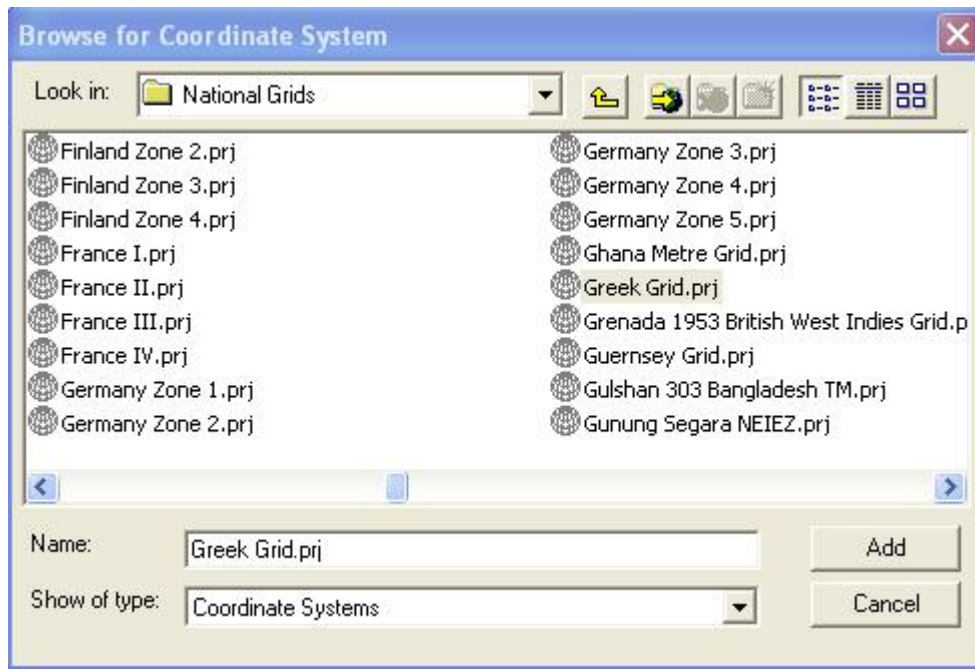 Browse for Coordinate System
Look in: National Grids
Finland Zone 2.prj
Finland Zone 3.prj
Finland Zone 4.prj
France I.prj
France II.prj
France III.prj
France IV.prj
Germany Zone 1.prj
Germany Zone 2.prj
Germany Zone 3.prj
Germany Zone 4.prj
Germany Zone 5.prj
Ghana Metre Grid.prj
Greek Grid.prj
Grenada 1953 British West Indies Grid.p
Guernsey Grid.prj
Gulshan 303 Bangladesh TM.prj
Gunung Segara NEIEZ.prj
Name: Greek Grid.prj Add
Show of type: Coordinate Systems Cancel